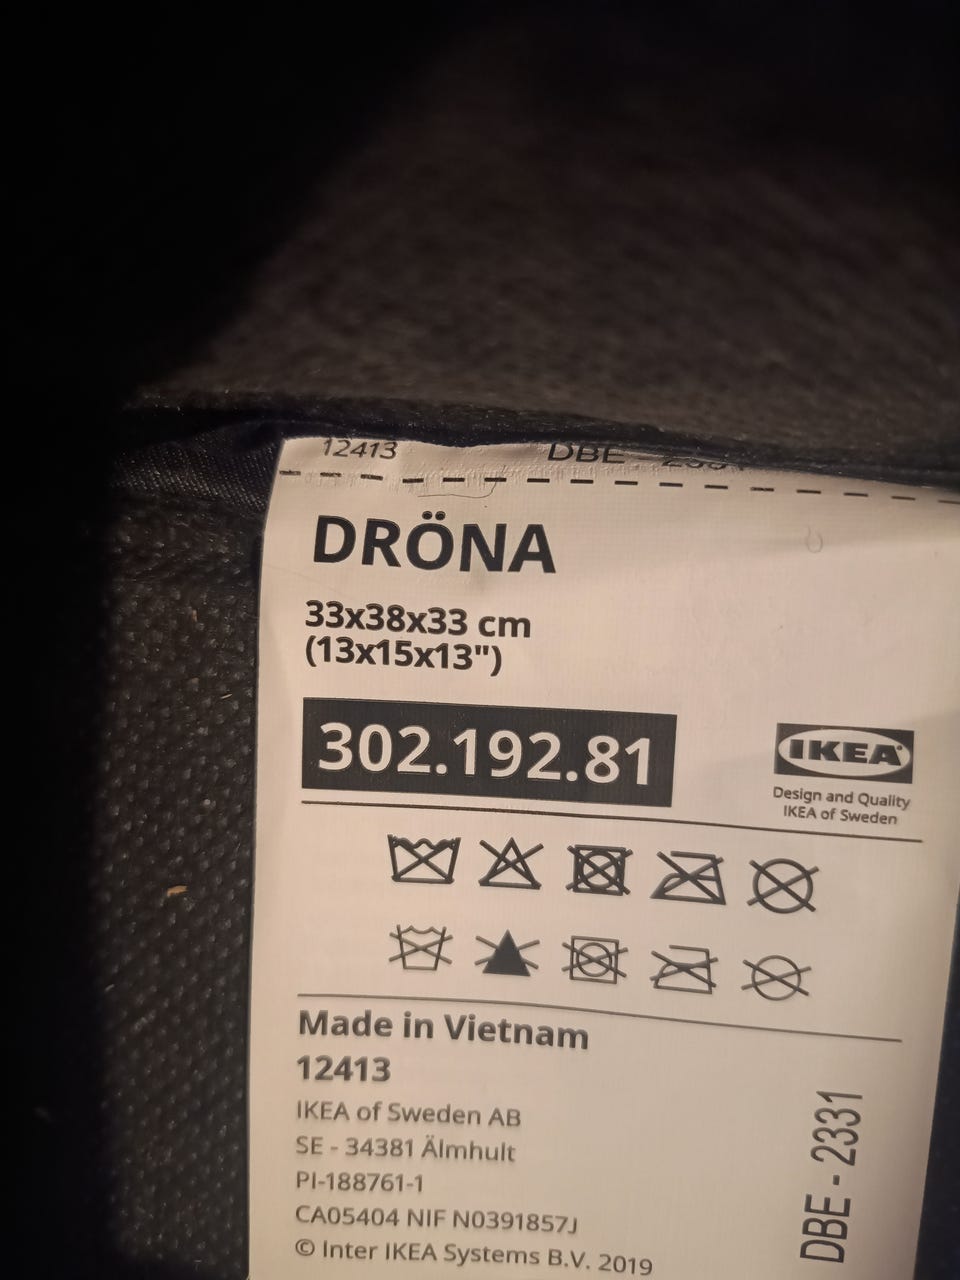 12413 DBE - 2331
DRÖNA
33x38x33 cm
(13x15x13")
302.192.81
IKEA®
Design and Quality
IKEA of Sweden
Made in Vietnam
12413
IKEA of Sweden AB
SE - 34381 Älmhult
PI-188761-1
CA05404 NIF N0391857J
© Inter IKEA Systems B.V. 2019
DBE - 2331